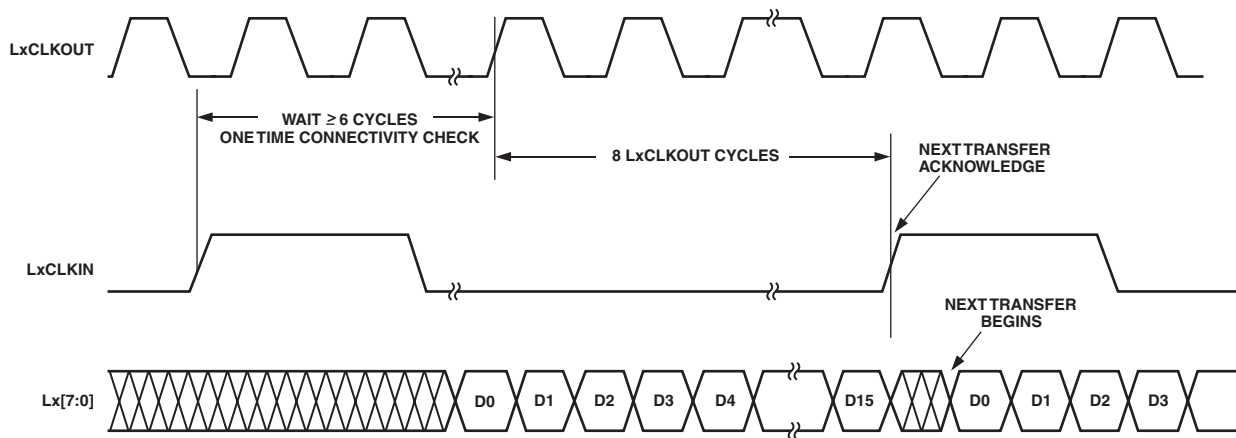 LxCLKOUT
WAIT ≥ 6 CYCLES
ONE TIME CONNECTIVITY CHECK
8 LxCLKOUT CYCLES
NEXT TRANSFER
ACKNOWLEDGE
LxCLKIN
NEXT TRANSFER
BEGINS
Lx[7:0]
D0 D1 D2 D3 D4 D15 D0 D1 D2 D3